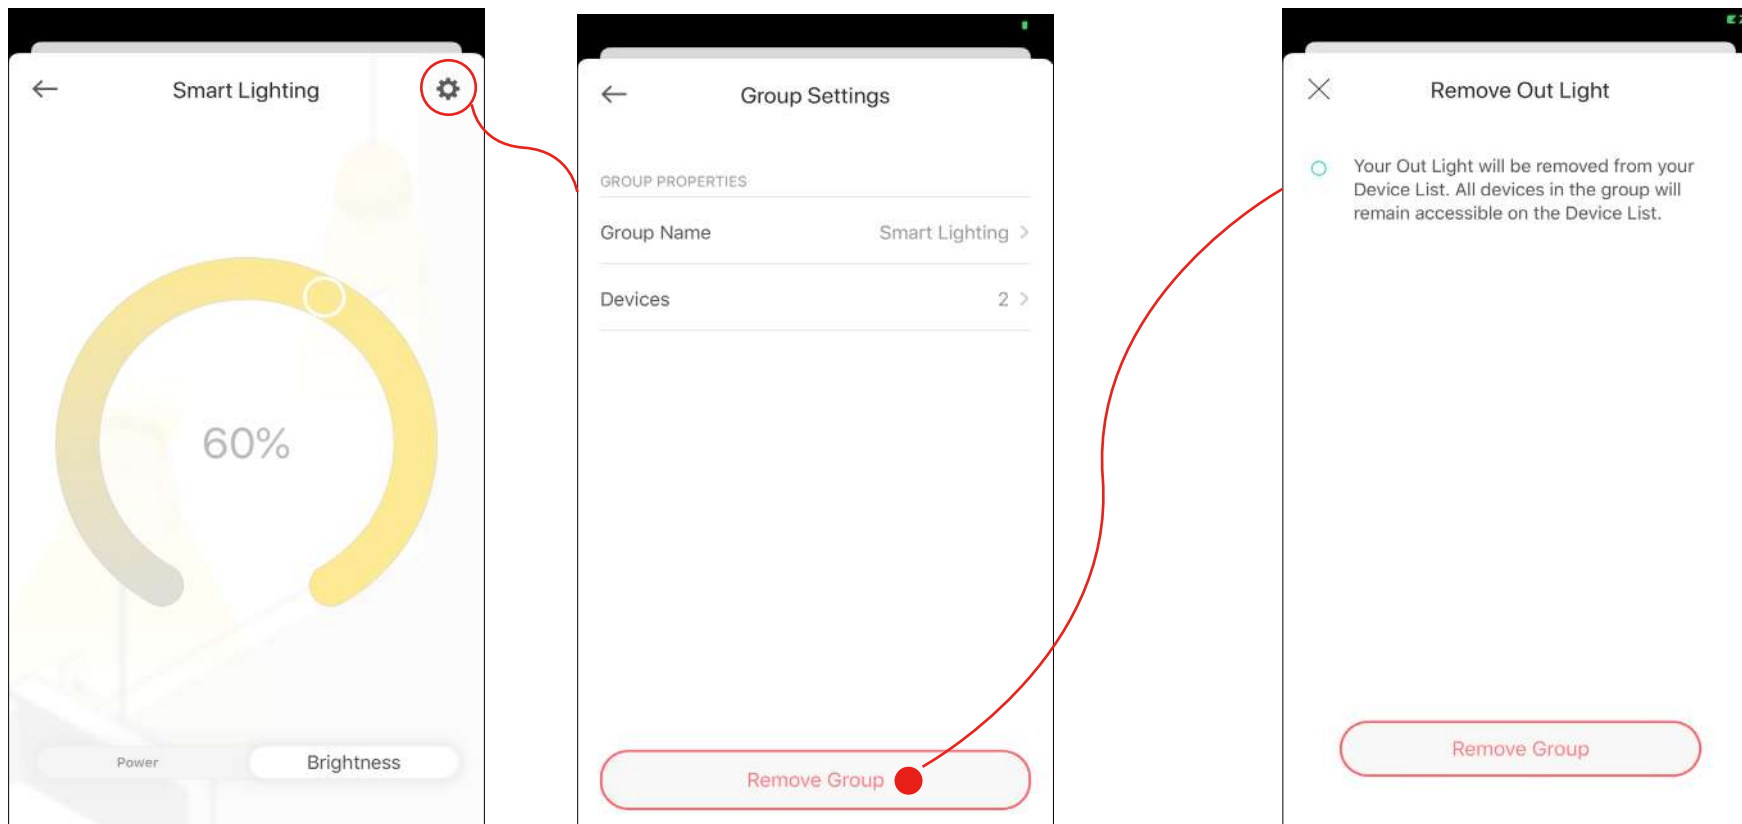 Smart Lighting
60%
Power
Brightness
Group Settings
GROUP PROPERTIES
Group Name
Smart Lighting
Devices
2
Remove Group
Remove Out Light
Your Out Light will be removed from your
Device List. All devices in the group will
remain accessible on the Device List.
Remove Group